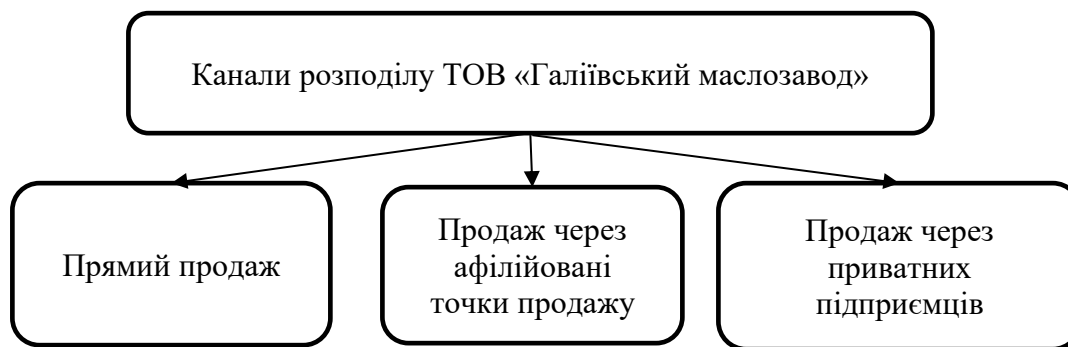 Канали розподілу ТОВ «Галіївський маслозавод»
Прямий продаж
Продаж через
афілійовані
точки продажу
Продаж через
приватних
підприємців